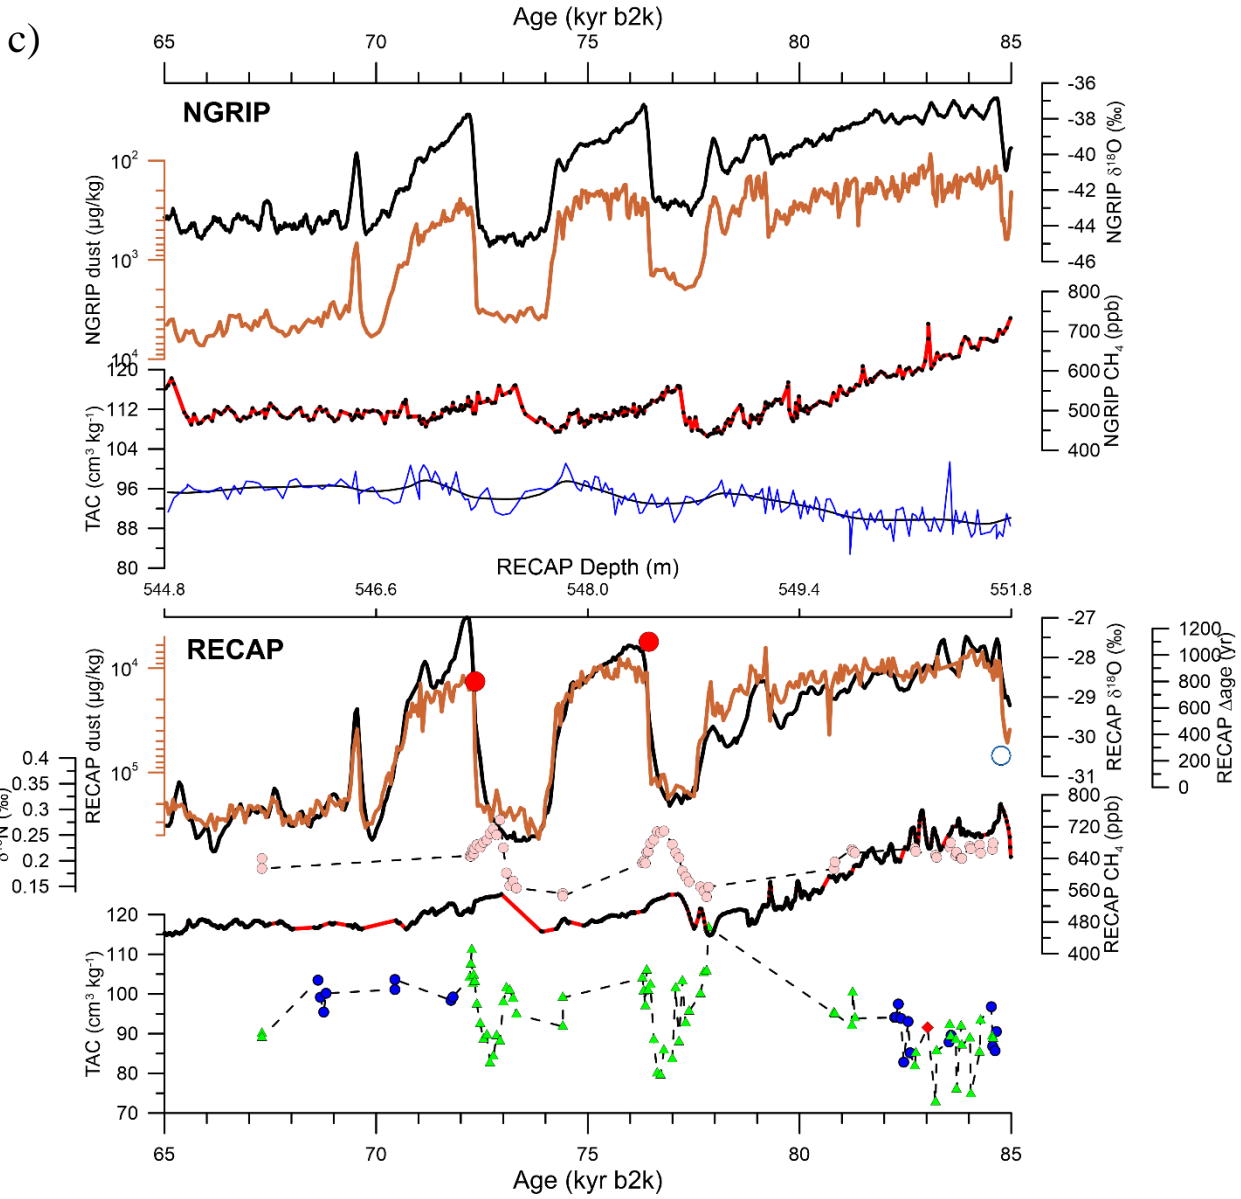 c)
Age (kyr b2k)
65 70 75 80 85
NGRIP
-36
-38
-40
-42
-44
-46
NGRIP δ18O (‰)
10²
10³
10⁴
NGRIP dust (µg/kg)
800
700
600
500
400
NGRIP CH₄ (ppb)
120
112
104
96
88
80
TAC (cm³ kg⁻¹)
RECAP Depth (m)
544.8 546.6 548.0 549.4 551.8
RECAP
-27
-28
-29
-30
-31
RECAP δ¹⁸O (‰)
1200
1000
800
600
400
200
0
RECAP Δage (yr)
10⁴
10⁵
RECAP dust (µg/kg)
0.4
0.35
0.3
0.25
0.2
0.15
δ¹⁵N (‰)
800
720
640
560
480
400
RECAP CH₄ (ppb)
120
110
100
90
80
70
TAC (cm³ kg⁻¹)
65 70 75 80 85
Age (kyr b2k)